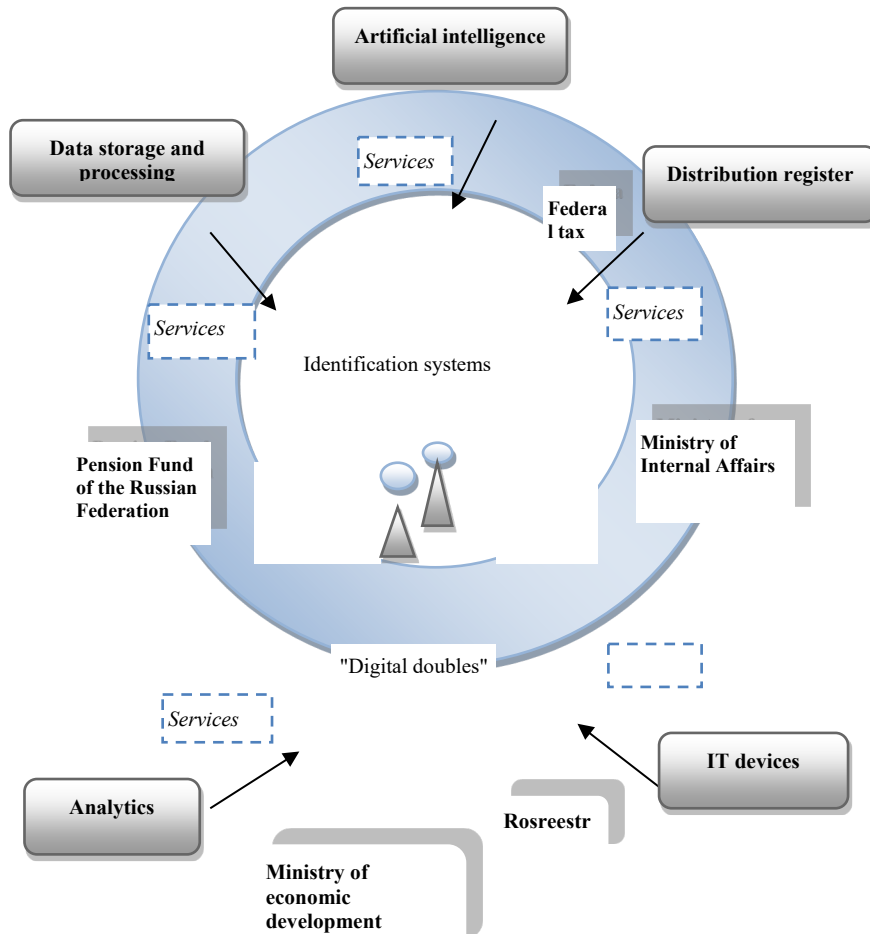 Artificial intelligence
Data storage and
processing
Services
Distribution register
Federa
l tax
Services
Services
Identification systems
Pension Fund
of the Russian
Federation
Ministry of
Internal Affairs
"Digital doubles"
Services
IT devices
Analytics
Rosreestr
Ministry of
economic
development